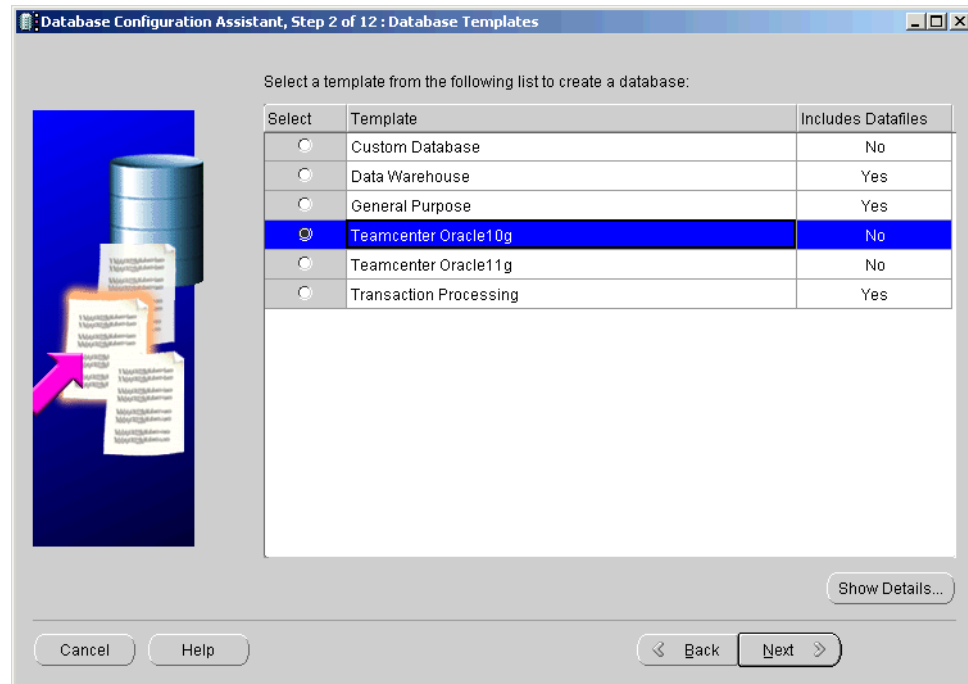 Database Configuration Assistant, Step 2 of 12 : Database Templates
Select a template from the following list to create a database:
Select Template Includes Datafiles
Custom Database No
Data Warehouse Yes
General Purpose Yes
Teamcenter Oracle10g No
Teamcenter Oracle11g No
Transaction Processing Yes
Show Details...
Cancel Help Back Next